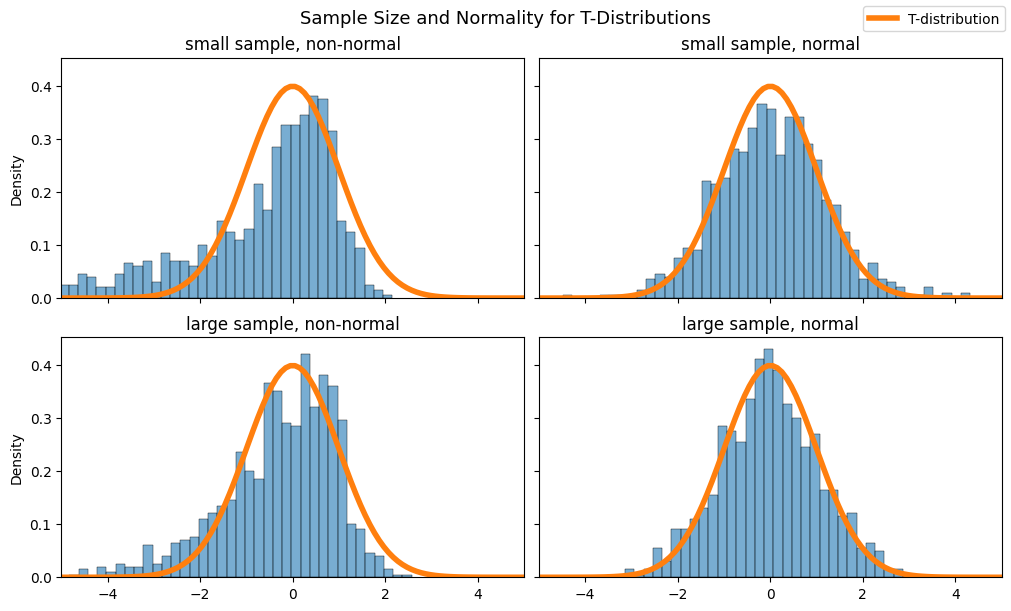 Sample Size and Normality for T-Distributions
T-distribution
small sample, non-normal
small sample, normal
0.4
0.3
0.2
0.1
0.0
Density
−4 −2 0 2 4
large sample, non-normal
large sample, normal
0.4
0.3
0.2
0.1
0.0
Density
−4 −2 0 2 4